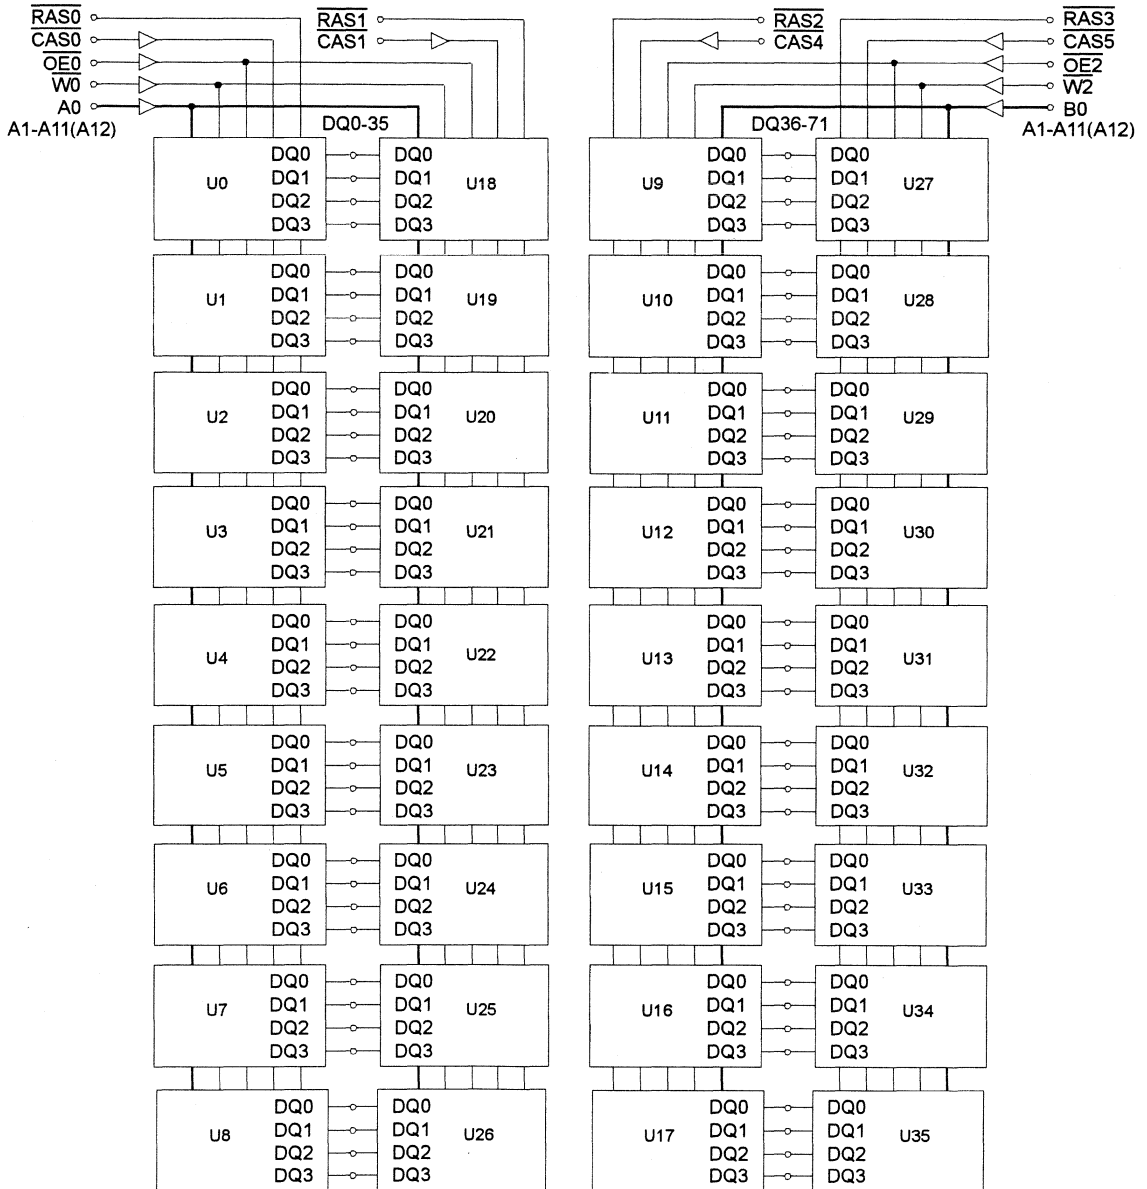 RAS0 RAS1 RAS2 RAS3
CAS0 CAS1 CAS4 CAS5
OE0 OE2
W0 W2
A0 B0
A1-A11(A12) DQ0-35 DQ36-71 A1-A11(A12)
DQ0 DQ0 DQ0 DQ0
U0 DQ1 DQ1 U18 U9 DQ1 DQ1 U27
DQ2 DQ2 DQ2 DQ2
DQ3 DQ3 DQ3 DQ3
DQ0 DQ0 DQ0 DQ0
U1 DQ1 DQ1 U19 U10 DQ1 DQ1 U28
DQ2 DQ2 DQ2 DQ2
DQ3 DQ3 DQ3 DQ3
DQ0 DQ0 DQ0 DQ0
U2 DQ1 DQ1 U20 U11 DQ1 DQ1 U29
DQ2 DQ2 DQ2 DQ2
DQ3 DQ3 DQ3 DQ3
DQ0 DQ0 DQ0 DQ0
U3 DQ1 DQ1 U21 U12 DQ1 DQ1 U30
DQ2 DQ2 DQ2 DQ2
DQ3 DQ3 DQ3 DQ3
DQ0 DQ0 DQ0 DQ0
U4 DQ1 DQ1 U22 U13 DQ1 DQ1 U31
DQ2 DQ2 DQ2 DQ2
DQ3 DQ3 DQ3 DQ3
DQ0 DQ0 DQ0 DQ0
U5 DQ1 DQ1 U23 U14 DQ1 DQ1 U32
DQ2 DQ2 DQ2 DQ2
DQ3 DQ3 DQ3 DQ3
DQ0 DQ0 DQ0 DQ0
U6 DQ1 DQ1 U24 U15 DQ1 DQ1 U33
DQ2 DQ2 DQ2 DQ2
DQ3 DQ3 DQ3 DQ3
DQ0 DQ0 DQ0 DQ0
U7 DQ1 DQ1 U25 U16 DQ1 DQ1 U34
DQ2 DQ2 DQ2 DQ2
DQ3 DQ3 DQ3 DQ3
DQ0 DQ0 DQ0 DQ0
U8 DQ1 DQ1 U26 U17 DQ1 DQ1 U35
DQ2 DQ2 DQ2 DQ2
DQ3 DQ3 DQ3 DQ3